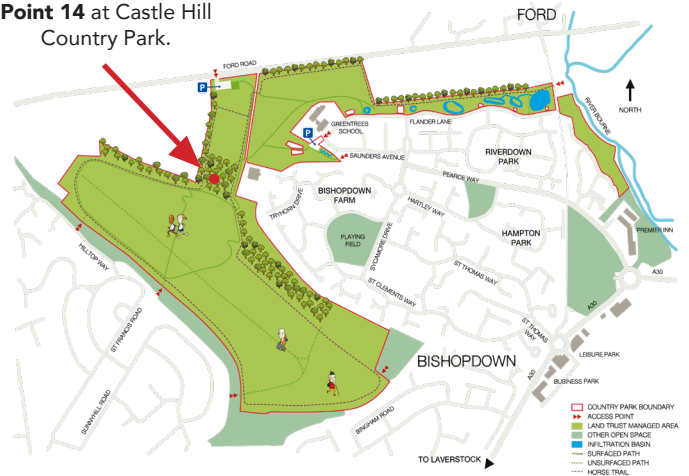 Point 14 at Castle Hill
Country Park.
FORD
FORD ROAD
P
NORTH
RIVER BOURNE
GREENTREES
SCHOOL
P
FLANDER LANE
SAUNDERS AVENUE
RIVERDOWN
PARK
PEARCE WAY
TRYHORN DRIVE
BISHOPDOWN
FARM
HARTLEY WAY
PLAYING
FIELD
SYCAMORE DRIVE
HAMPTON
PARK
PREMIER INN
HILLTOP WAY
ST THOMAS WAY
A30
ST CLEMENTS WAY
A30
ST FRANCIS ROAD
ST THOMAS
WAY
LEISURE PARK
BISHOPDOWN
A30
BUSINESS PARK
SUNNYHILL ROAD
BINGHAM ROAD
TO LAVERSTOCK
COUNTRY PARK BOUNDARY
ACCESS POINT
LAND TRUST MANAGED AREA
OTHER OPEN SPACE
INFILTRATION BASIN
SURFACED PATH
UNSURFACED PATH
HORSE TRAIL